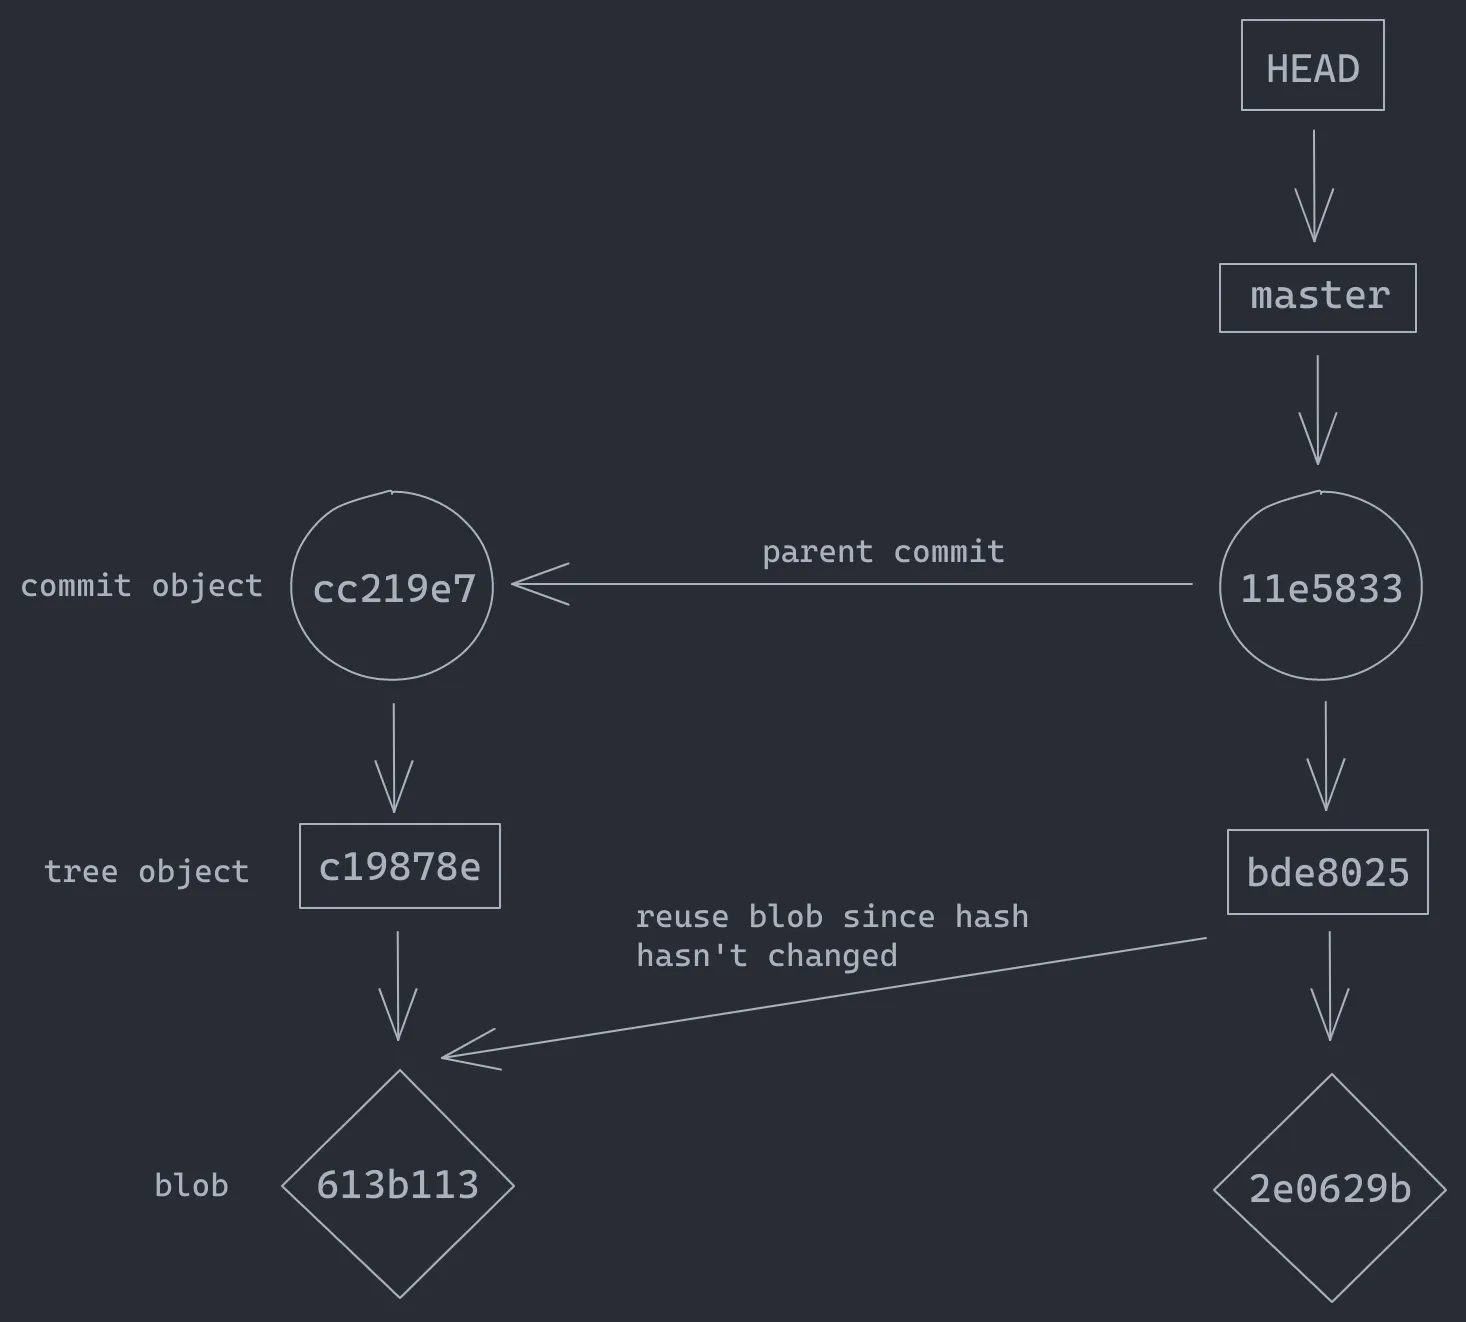 HEAD
master
parent commit
commit object
cc219e7
11e5833
tree object
c19878e
bde8025
reuse blob since hash
hasn't changed
blob
613b113
2e0629b